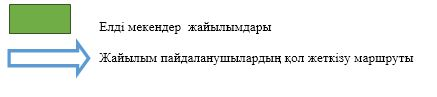 Елді мекендер жайылымдары
Жайылым пайдаланушылардың қол жеткізу маршруты